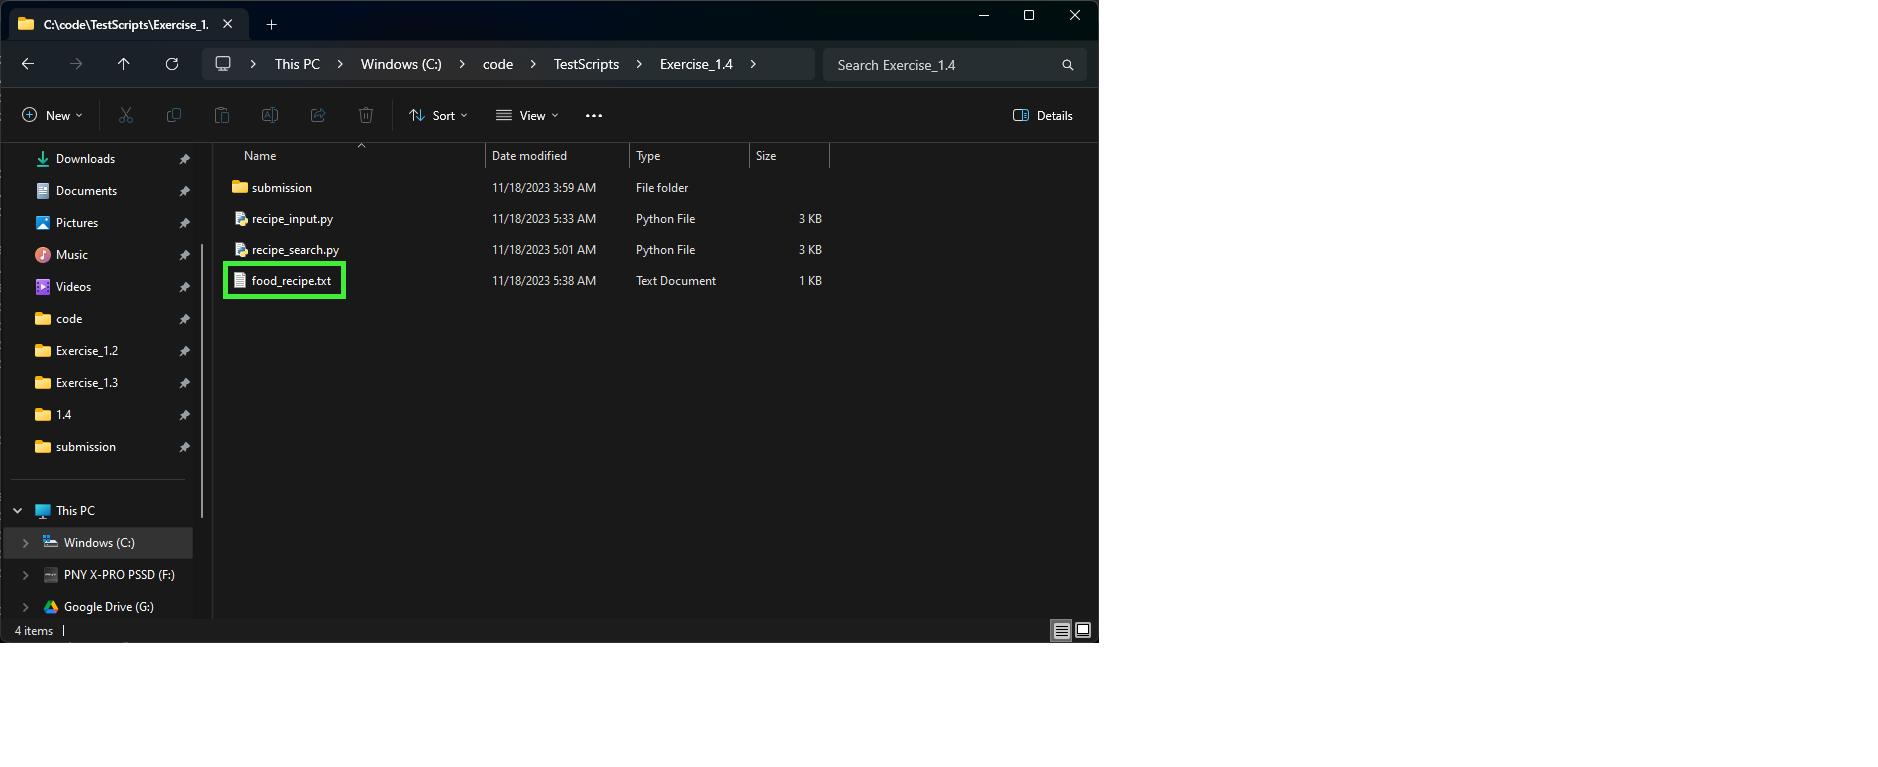 C:\code\TestScripts\Exercise_1.
This PC > Windows (C:) > code > TestScripts > Exercise_1.4 >
Search Exercise_1.4
New
Sort
View
Details
Downloads
Documents
Pictures
Music
Videos
code
Exercise_1.2
Exercise_1.3
1.4
submission
This PC
Windows (C:)
PNY X-PRO PSSD (F:)
Google Drive (G:)
Name Date modified Type Size
submission 11/18/2023 3:59 AM File folder
recipe_input.py 11/18/2023 5:33 AM Python File 3 KB
recipe_search.py 11/18/2023 5:01 AM Python File 3 KB
food_recipe.txt 11/18/2023 5:38 AM Text Document 1 KB
4 items